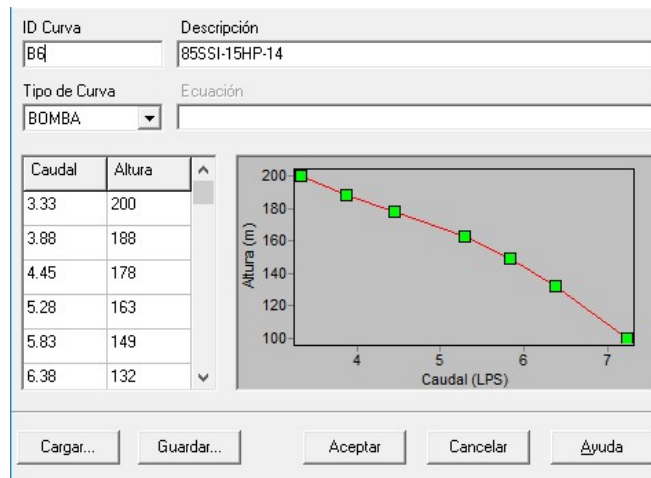 ID Curva Descripción
B6 85SSI-15HP-14
Tipo de Curva Ecuación
BOMBA
Caudal Altura
3.33 200
3.88 188
4.45 178
5.28 163
5.83 149
6.38 132
Altura (m)
200
180
160
140
120
100
4 5 6 7
Caudal (LPS)
Cargar... Guardar... Aceptar Cancelar Ayuda